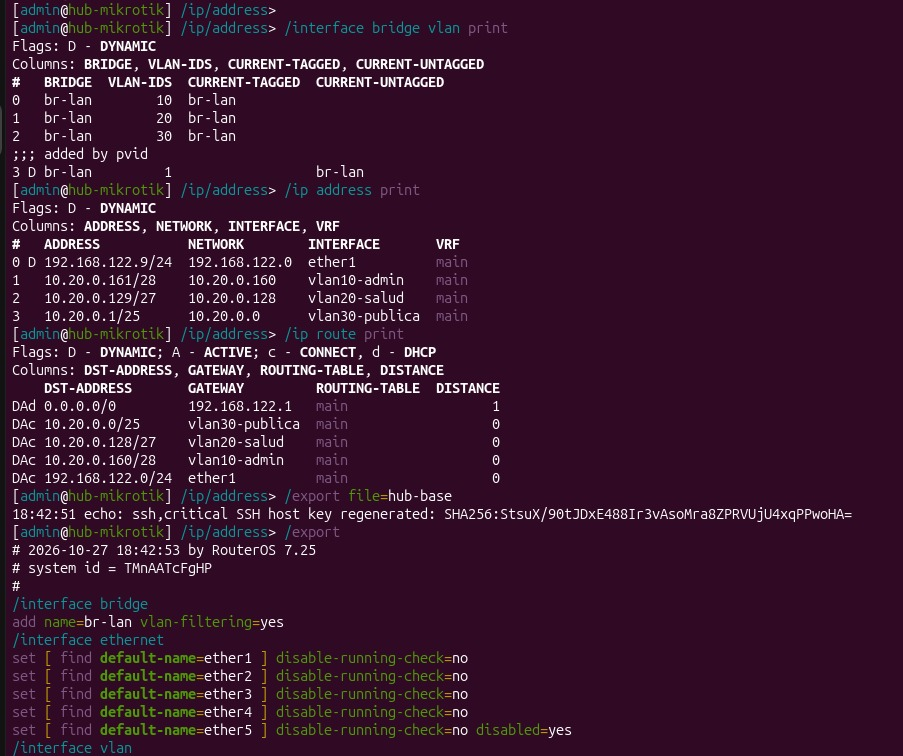 [admin@hub-mikrotik] /ip/address>
[admin@hub-mikrotik] /ip/address> /interface bridge vlan print
Flags: D - DYNAMIC
Columns: BRIDGE, VLAN-IDS, CURRENT-TAGGED, CURRENT-UNTAGGED
#   BRIDGE  VLAN-IDS  CURRENT-TAGGED  CURRENT-UNTAGGED
0   br-lan        10  br-lan
1   br-lan        20  br-lan
2   br-lan        30  br-lan
;;; added by pvid
3 D br-lan         1                  br-lan
[admin@hub-mikrotik] /ip/address> /ip address print
Flags: D - DYNAMIC
Columns: ADDRESS, NETWORK, INTERFACE, VRF
#   ADDRESS           NETWORK        INTERFACE       VRF
0 D 192.168.122.9/24  192.168.122.0  ether1          main
1   10.20.0.161/28    10.20.0.160    vlan10-admin    main
2   10.20.0.129/27    10.20.0.128    vlan20-salud    main
3   10.20.0.1/25      10.20.0.0      vlan30-publica  main
[admin@hub-mikrotik] /ip/address> /ip route print
Flags: D - DYNAMIC; A - ACTIVE; c - CONNECT, d - DHCP
Columns: DST-ADDRESS, GATEWAY, ROUTING-TABLE, DISTANCE
    DST-ADDRESS       GATEWAY         ROUTING-TABLE  DISTANCE
DAd 0.0.0.0/0         192.168.122.1   main                  1
DAc 10.20.0.0/25      vlan30-publica  main                  0
DAc 10.20.0.128/27    vlan20-salud    main                  0
DAc 10.20.0.160/28    vlan10-admin    main                  0
DAc 192.168.122.0/24  ether1          main                  0
[admin@hub-mikrotik] /ip/address> /export file=hub-base
18:42:51 echo: ssh,critical SSH host key regenerated: SHA256:StsuX/90tJDxE488Ir3vAsoMra8ZPRVUjU4xqPPwoHA=
[admin@hub-mikrotik] /ip/address> /export
# 2026-10-27 18:42:53 by RouterOS 7.25
# system id = TMnAATcFgHP
#
/interface bridge
add name=br-lan vlan-filtering=yes
/interface ethernet
set [ find default-name=ether1 ] disable-running-check=no
set [ find default-name=ether2 ] disable-running-check=no
set [ find default-name=ether3 ] disable-running-check=no
set [ find default-name=ether4 ] disable-running-check=no
set [ find default-name=ether5 ] disable-running-check=no disabled=yes
/interface vlan